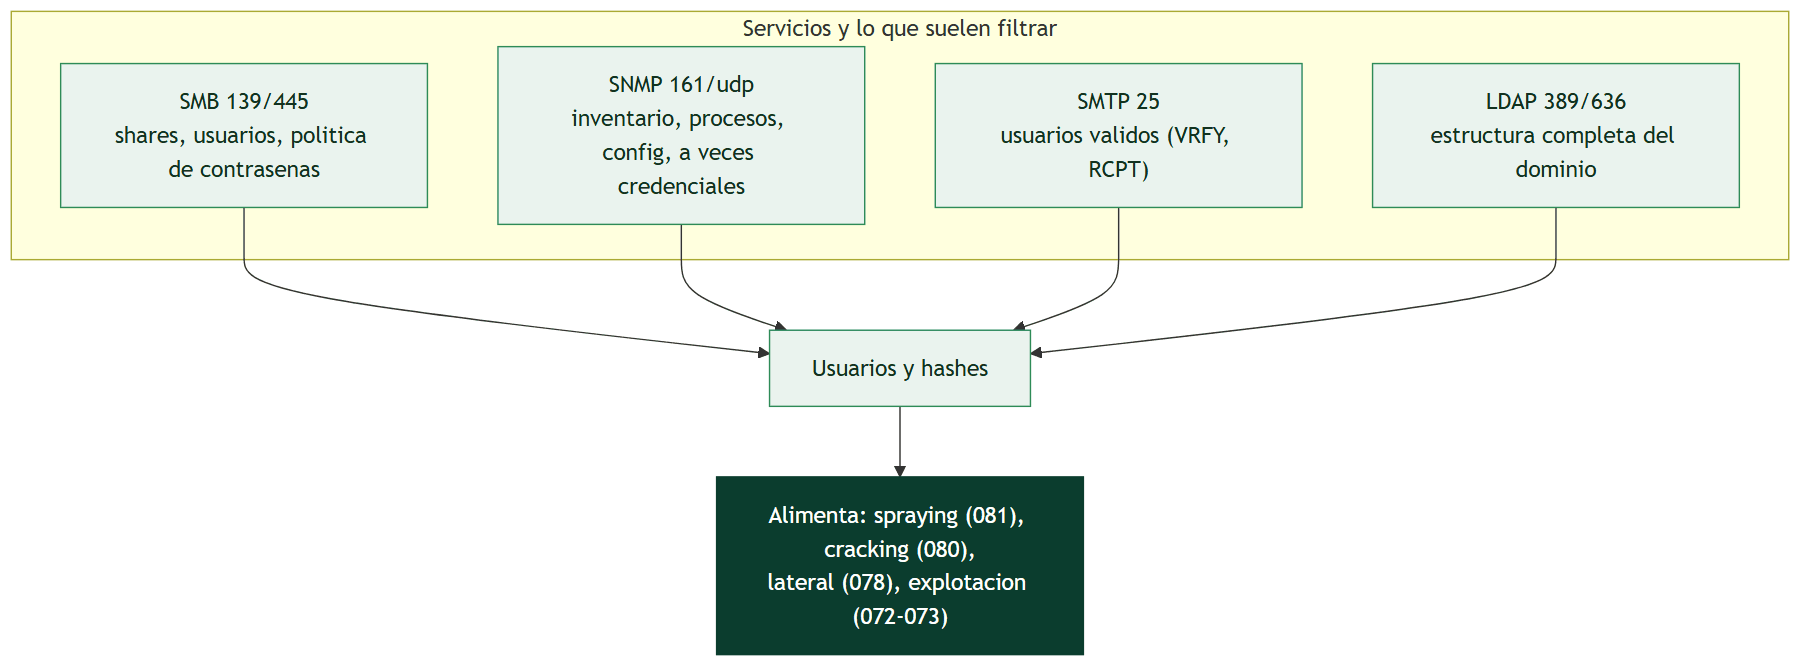 Servicios y lo que suelen filtrar
SMB 139/445
shares, usuarios, politica
de contrasenas
SNMP 161/udp
inventario, procesos,
config, a veces
credenciales
SMTP 25
usuarios validos (VRFY,
RCPT)
LDAP 389/636
estructura completa del
dominio
Usuarios y hashes
Alimenta: spraying (081),
cracking (080),
lateral (078), explotacion
(072-073)